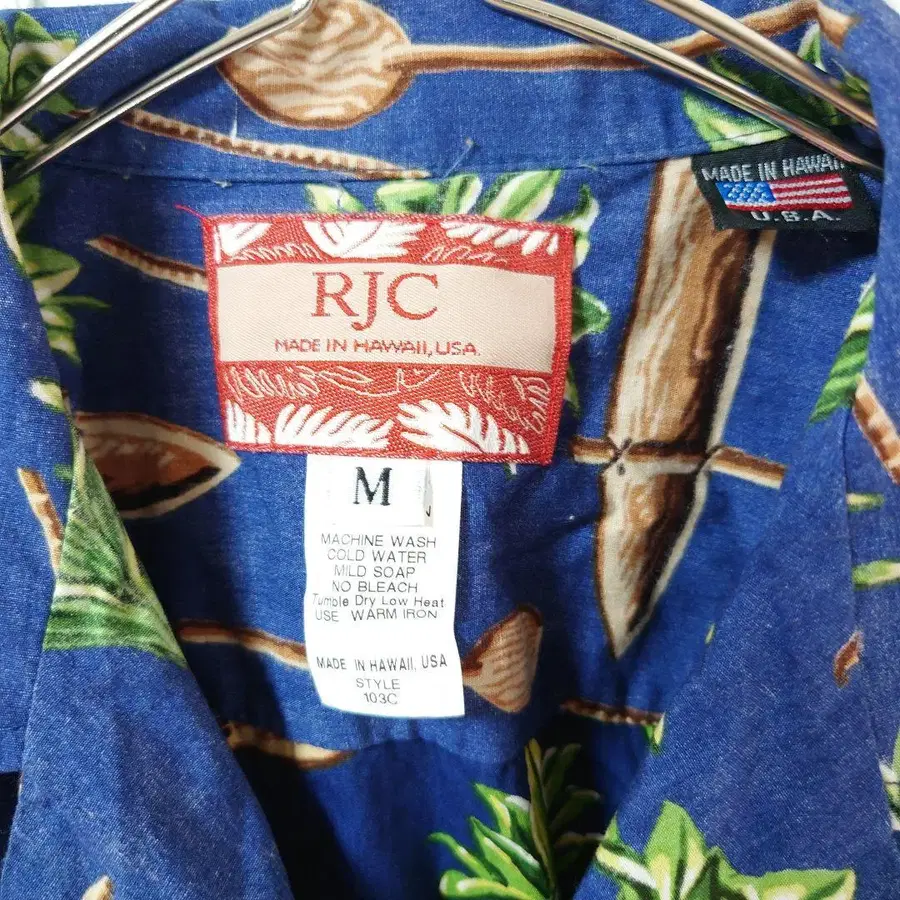 MADE IN HAWAII
U.S.A.
RJC
MADE IN HAWAII, USA.
M
MACHINE WASH
COLD WATER
MILD SOAP
NO BLEACH
Tumble Dry Low Heat
USE WARM IRON
MADE IN HAWAII, USA
STYLE
103C